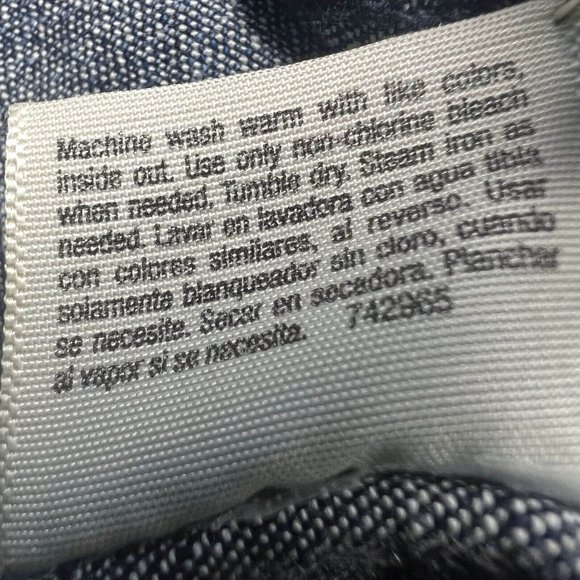 Machine wash warm with like colors,
inside out. Use only non-chlorine bleach
when needed. Tumble dry. Steam iron as
needed. Lavar en lavadora con agua tibia
con colores similares, al reverso. Usar
solamente blanqueador sin cloro, cuando
se necesite. Secar en secadora. Planchar
al vapor si se necesita. 742965